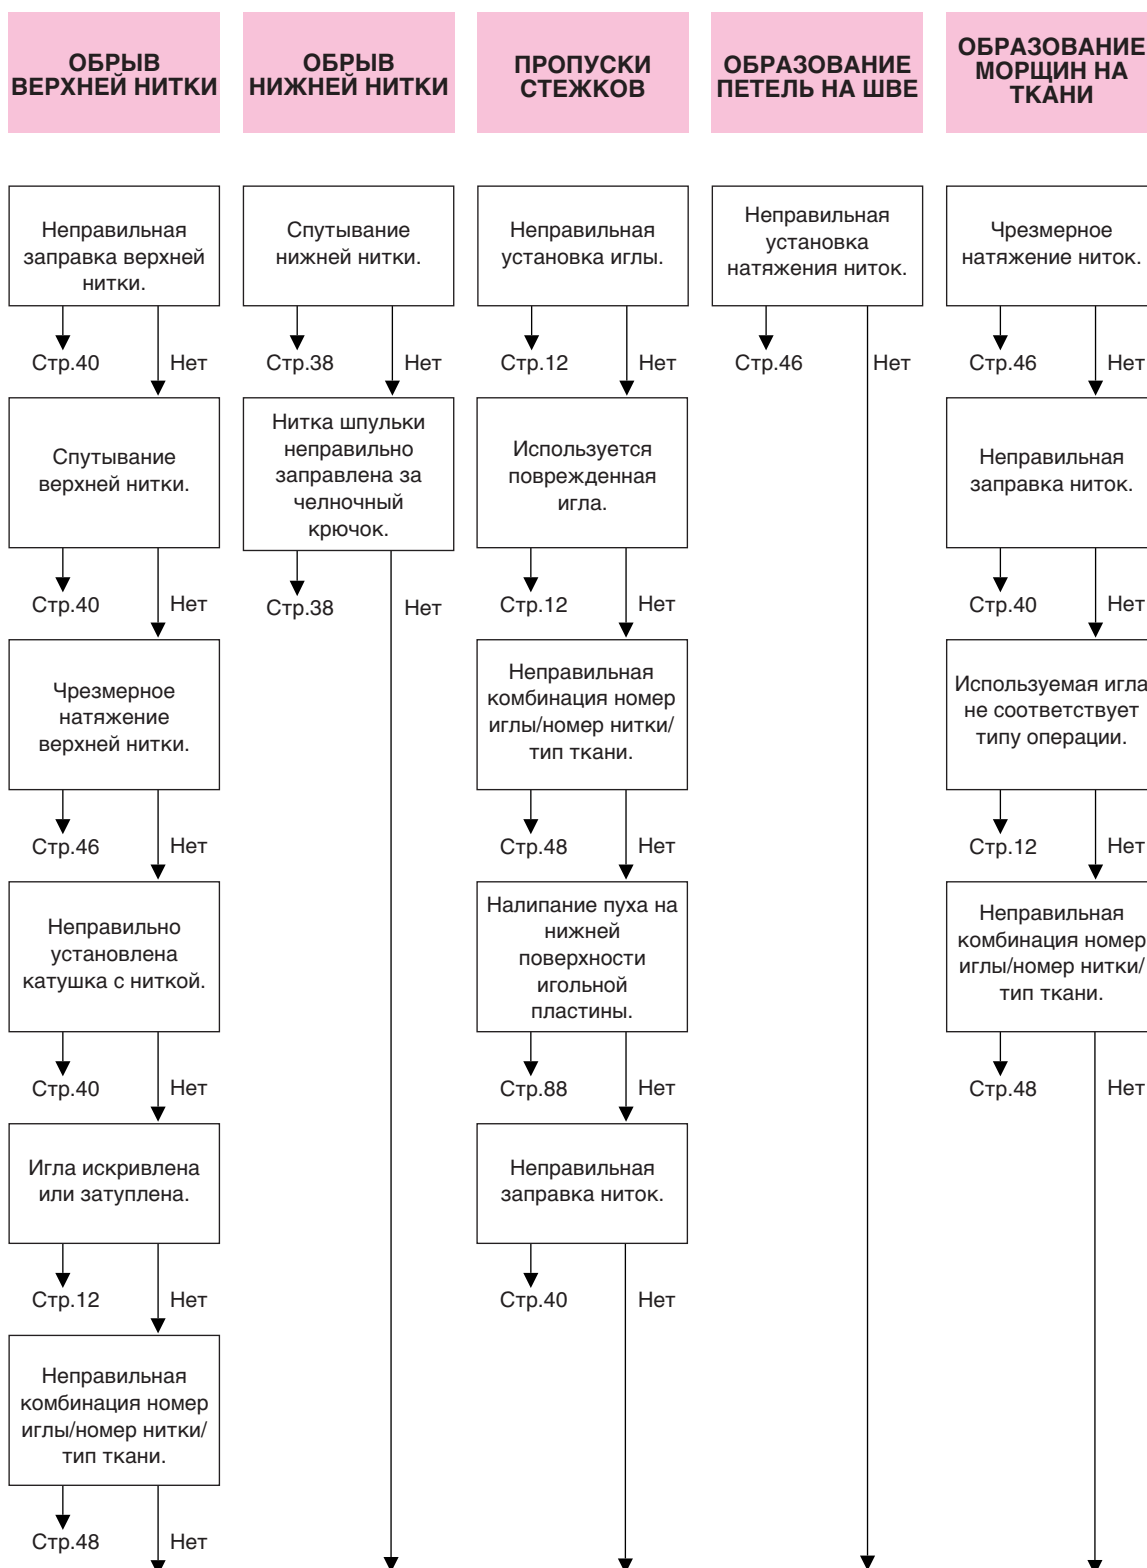 ОБРЫВ
ВЕРХНЕЙ НИТКИ
Неправильная
заправка верхней
нитки.
Стр.40
Нет
Спутывание
верхней нитки.
Стр.40
Нет
Чрезмерное
натяжение
верхней нитки.
Стр.46
Нет
Неправильно
установлена
катушка с ниткой.
Стр.40
Нет
Игла искривлена
или затуплена.
Стр.12
Нет
Неправильная
комбинация номер
иглы/номер нитки/
тип ткани.
Стр.48
Нет
ОБРЫВ
НИЖНЕЙ НИТКИ
Спутывание
нижней нитки.
Стр.38
Нет
Нитка шпульки
неправильно
заправлена за
челночный
крючок.
Стр.38
Нет
ПРОПУСКИ
СТЕЖКОВ
Неправильная
установка иглы.
Стр.12
Нет
Используется
поврежденная
игла.
Стр.12
Нет
Неправильная
комбинация номер
иглы/номер нитки/
тип ткани.
Стр.48
Нет
Налипание пуха на
нижней
поверхности
игольной
пластины.
Стр.88
Нет
Неправильная
заправка ниток.
Стр.40
Нет
ОБРАЗОВАНИЕ
ПЕТЕЛЬ НА ШВЕ
Неправильная
установка
натяжения ниток.
Стр.46
Нет
ОБРАЗОВАНИЕ
МОРЩИН НА
ТКАНИ
Чрезмерное
натяжение ниток.
Стр.46
Нет
Неправильная
заправка ниток.
Стр.40
Нет
Используемая игла
не соответствует
типу операции.
Стр.12
Нет
Неправильная
комбинация номер
иглы/номер нитки/
тип ткани.
Стр.48
Нет